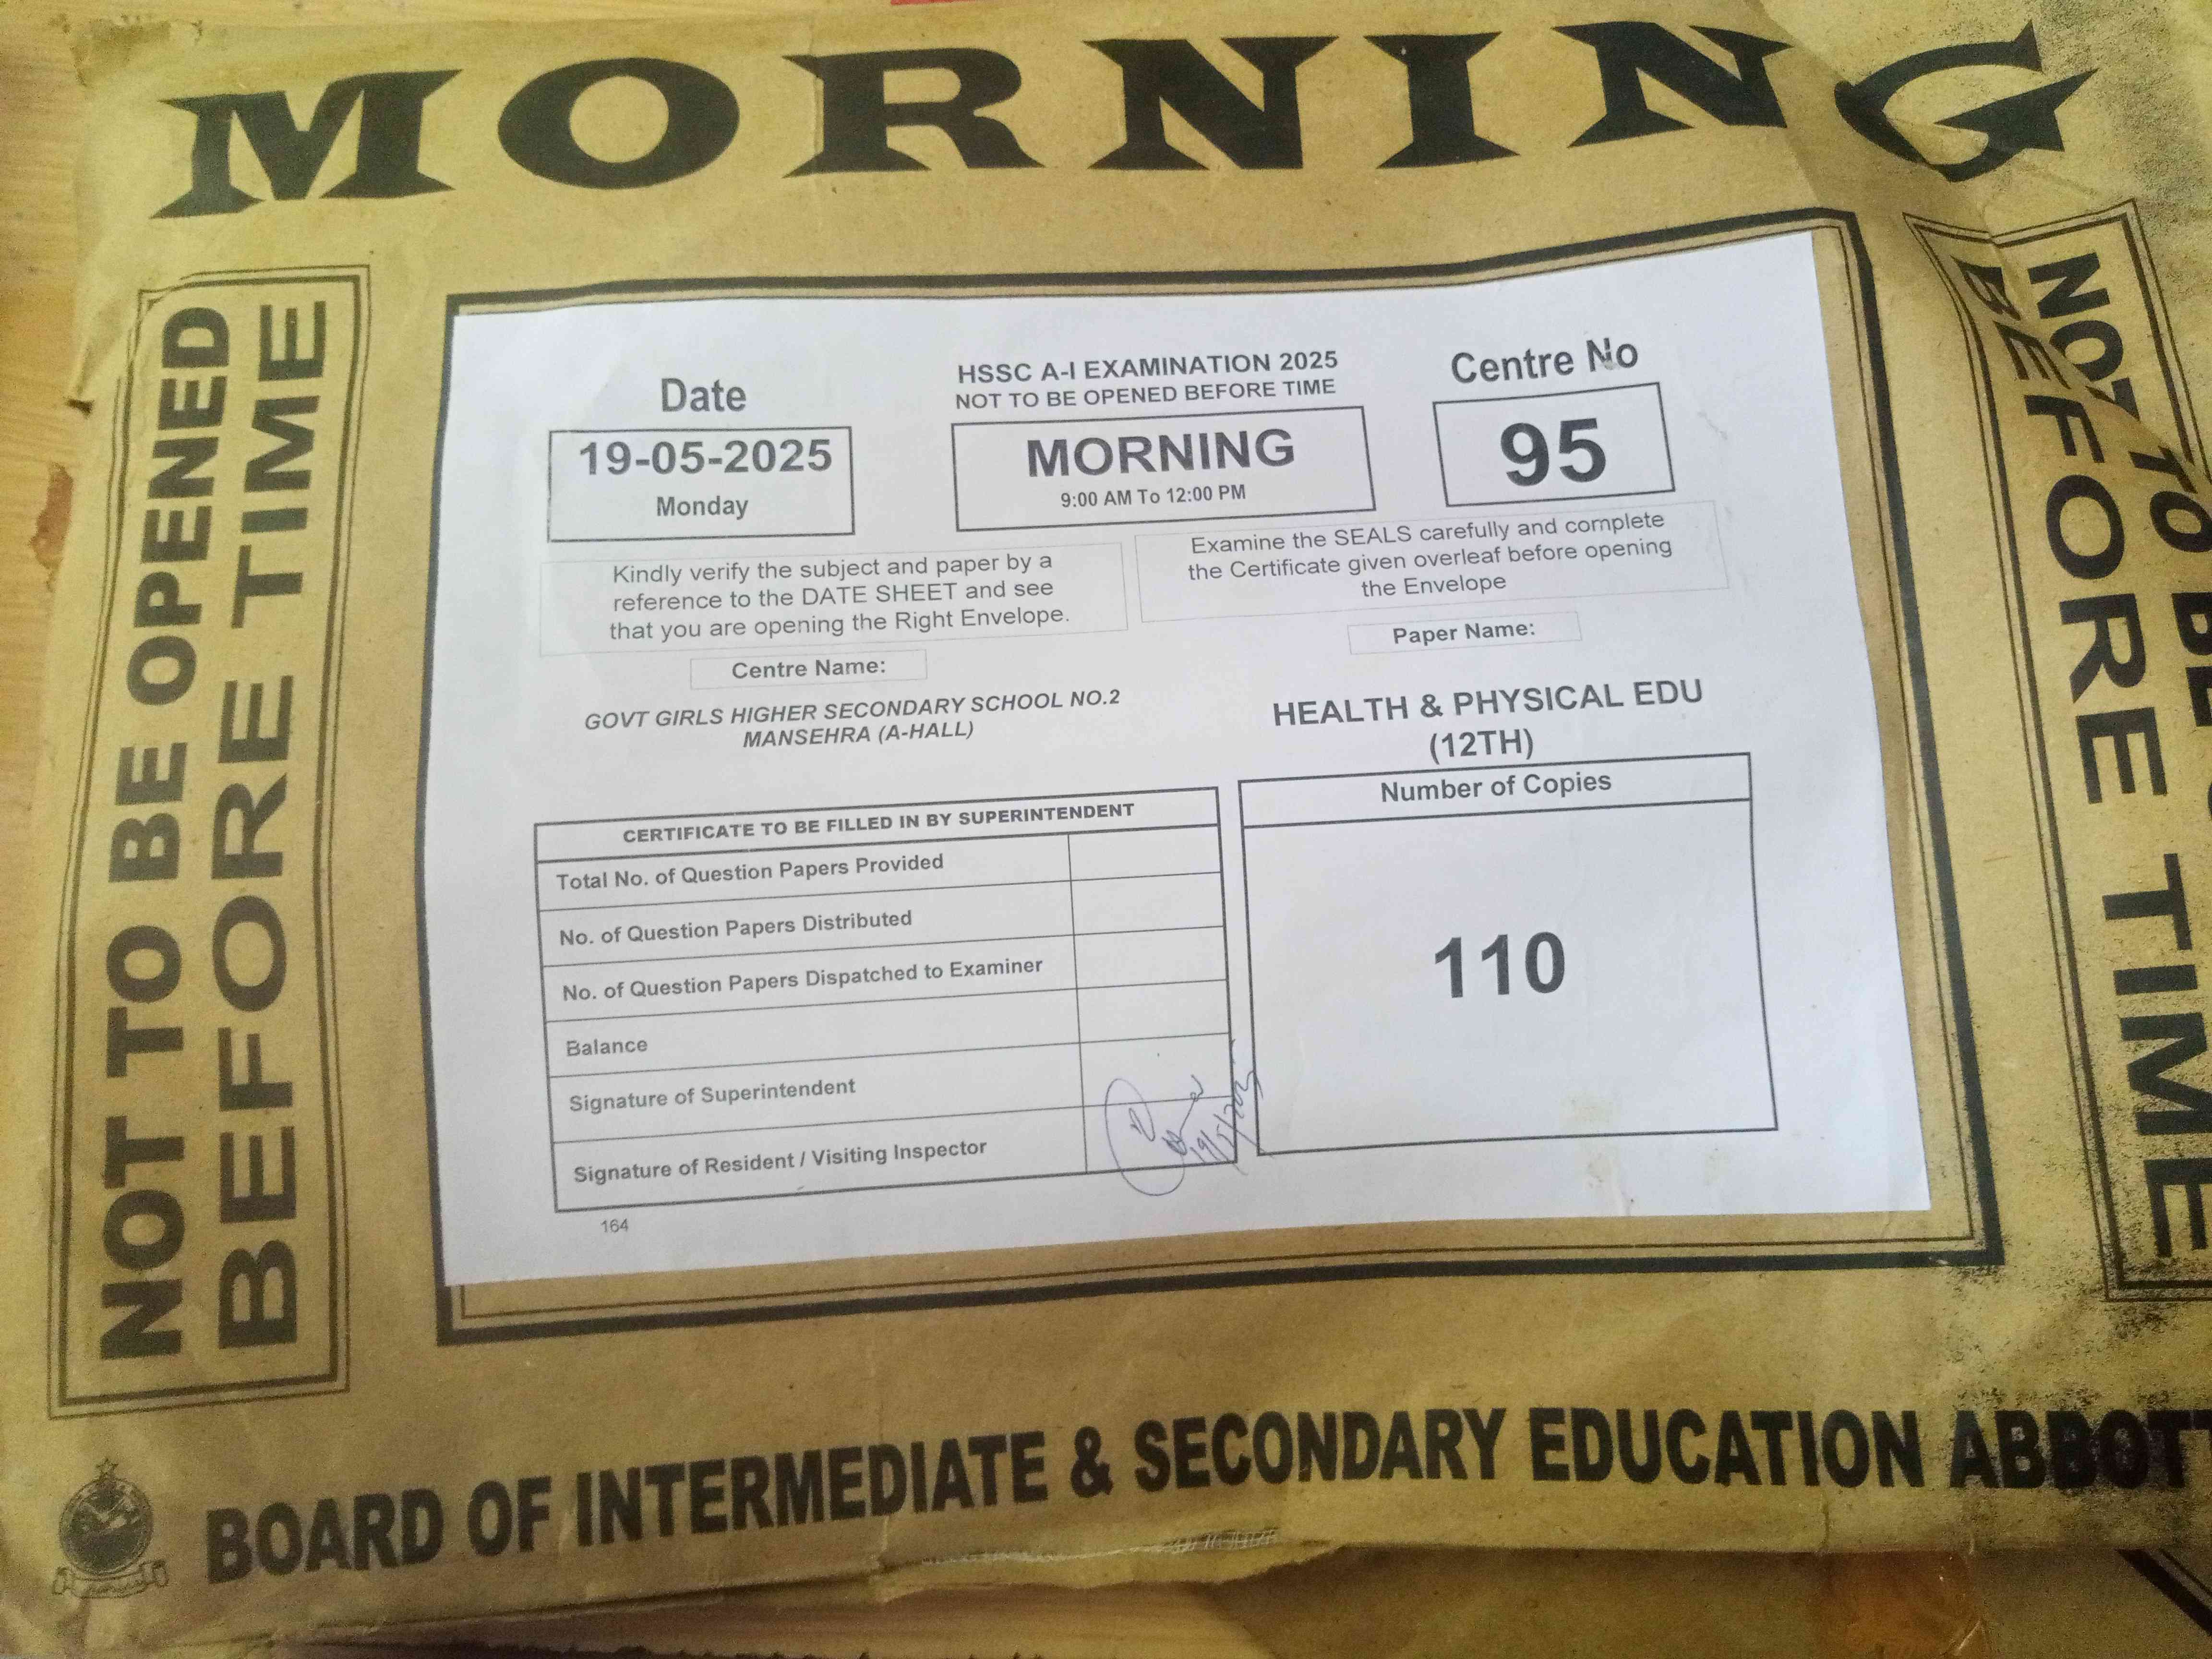 MORNING
NOT TO BE OPENED
BEFORE TIME
Date
19-05-2025
Monday
HSSC A-I EXAMINATION 2025
NOT TO BE OPENED BEFORE TIME
MORNING
9:00 AM To 12:00 PM
Centre No
95
Kindly verify the subject and paper by a
reference to the DATE SHEET and see
that you are opening the Right Envelope.
Examine the SEALS carefully and complete
the Certificate given overleaf before opening
the Envelope
Centre Name:
GOVT GIRLS HIGHER SECONDARY SCHOOL NO.2
MANSEHRA (A-HALL)
Paper Name:
HEALTH & PHYSICAL EDU
(12TH)
CERTIFICATE TO BE FILLED IN BY SUPERINTENDENT
Total No. of Question Papers Provided
No. of Question Papers Distributed
No. of Question Papers Dispatched to Examiner
Balance
Signature of Superintendent
Signature of Resident / Visiting Inspector
164
Number of Copies
110
NOT TO BE
BEFORE TIME
BOARD OF INTERMEDIATE & SECONDARY EDUCATION ABBOTT